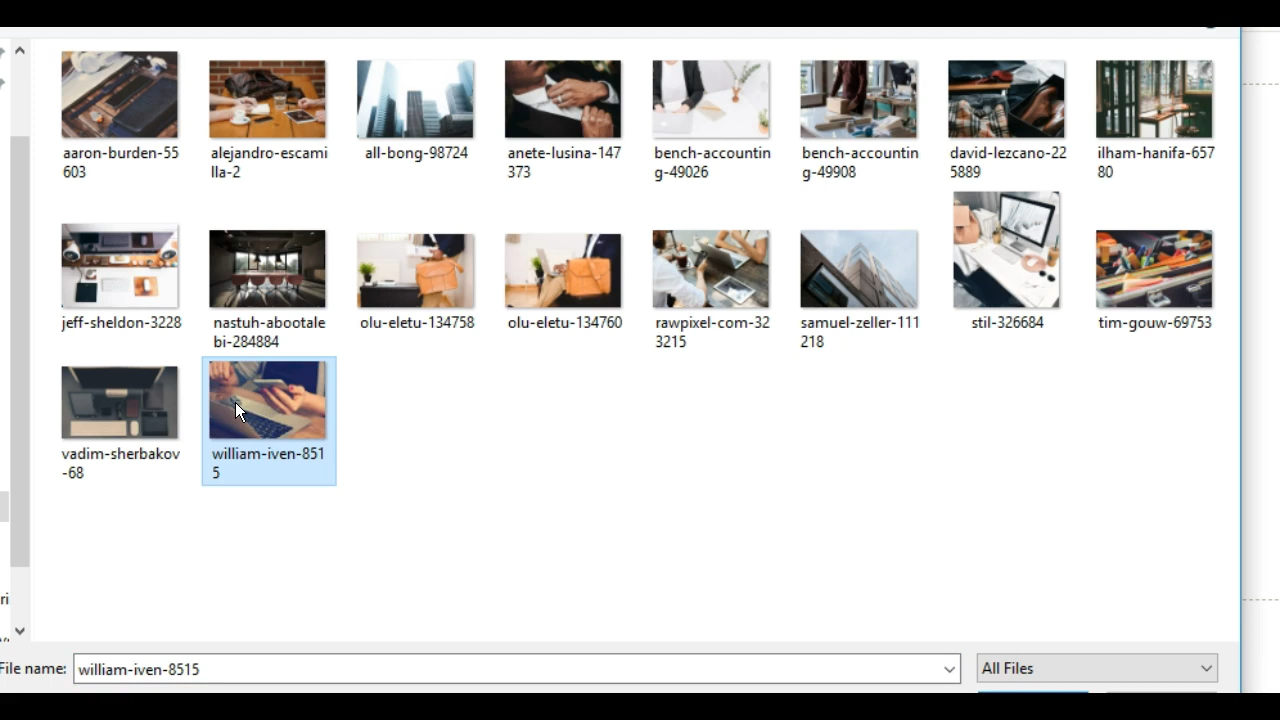 aaron-burden-55
603
alejandro-escami
lla-2
all-bong-98724
anete-lusina-147
373
bench-accountin
g-49026
bench-accountin
g-49908
david-lezcano-22
5889
ilham-hanifa-657
80
jeff-sheldon-3228
nastuh-abootale
bi-284884
olu-eletu-134758
olu-eletu-134760
rawpixel-com-32
3215
samuel-zeller-111
218
stil-326684
tim-gouw-69753
vadim-sherbakov
-68
william-iven-851
5
ri
File name:
william-iven-8515
All Files